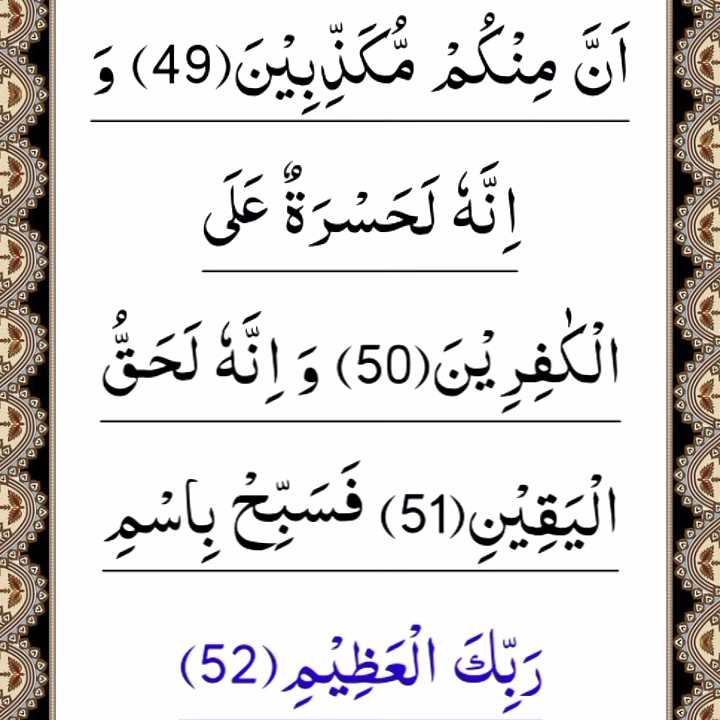 اَنَّ مِنْكُمْ مُّكَذِّبِیْنَ(49) وَ
اِنَّهٗ لَحَسْرَةٌ عَلَى
الْكٰفِرِیْنَ(50) وَ اِنَّهٗ لَحَقُّ
الْیَقِیْنِ(51) فَسَبِّحْ بِاسْمِ
رَبِّكَ الْعَظِیْمِ(52)